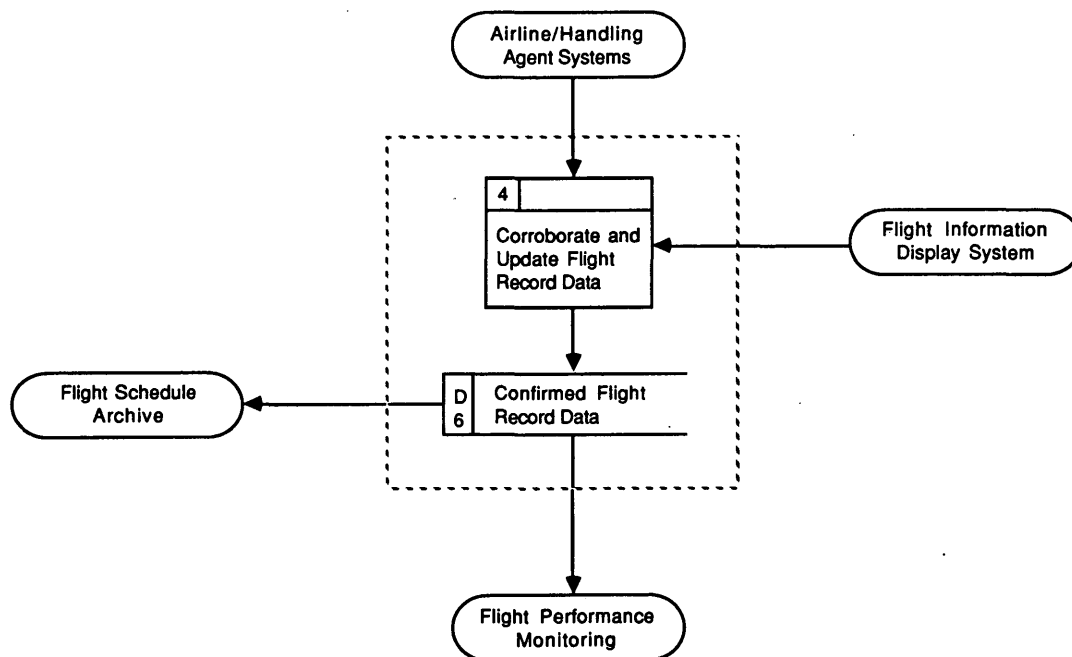 Airline/Handling
Agent Systems
4
Corroborate and
Update Flight
Record Data
Flight Information
Display System
Flight Schedule
Archive
D
6
Confirmed Flight
Record Data
Flight Performance
Monitoring